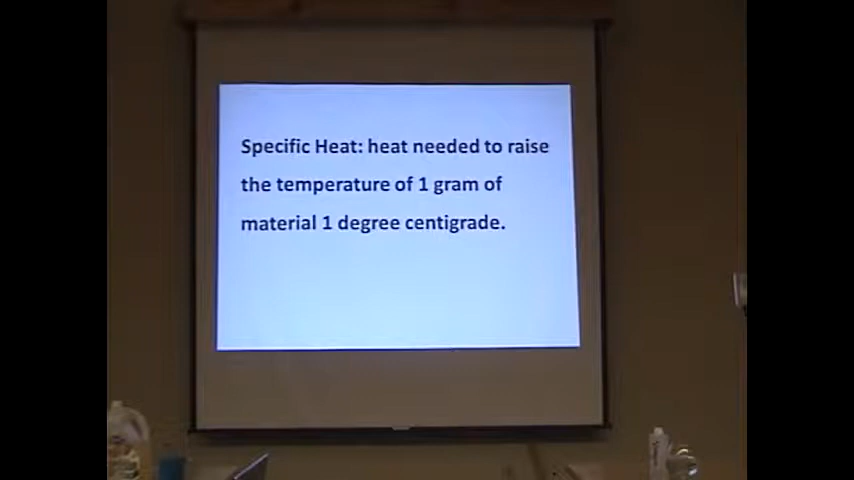 Specific Heat: heat needed to raise
the temperature of 1 gram of
material 1 degree centigrade.